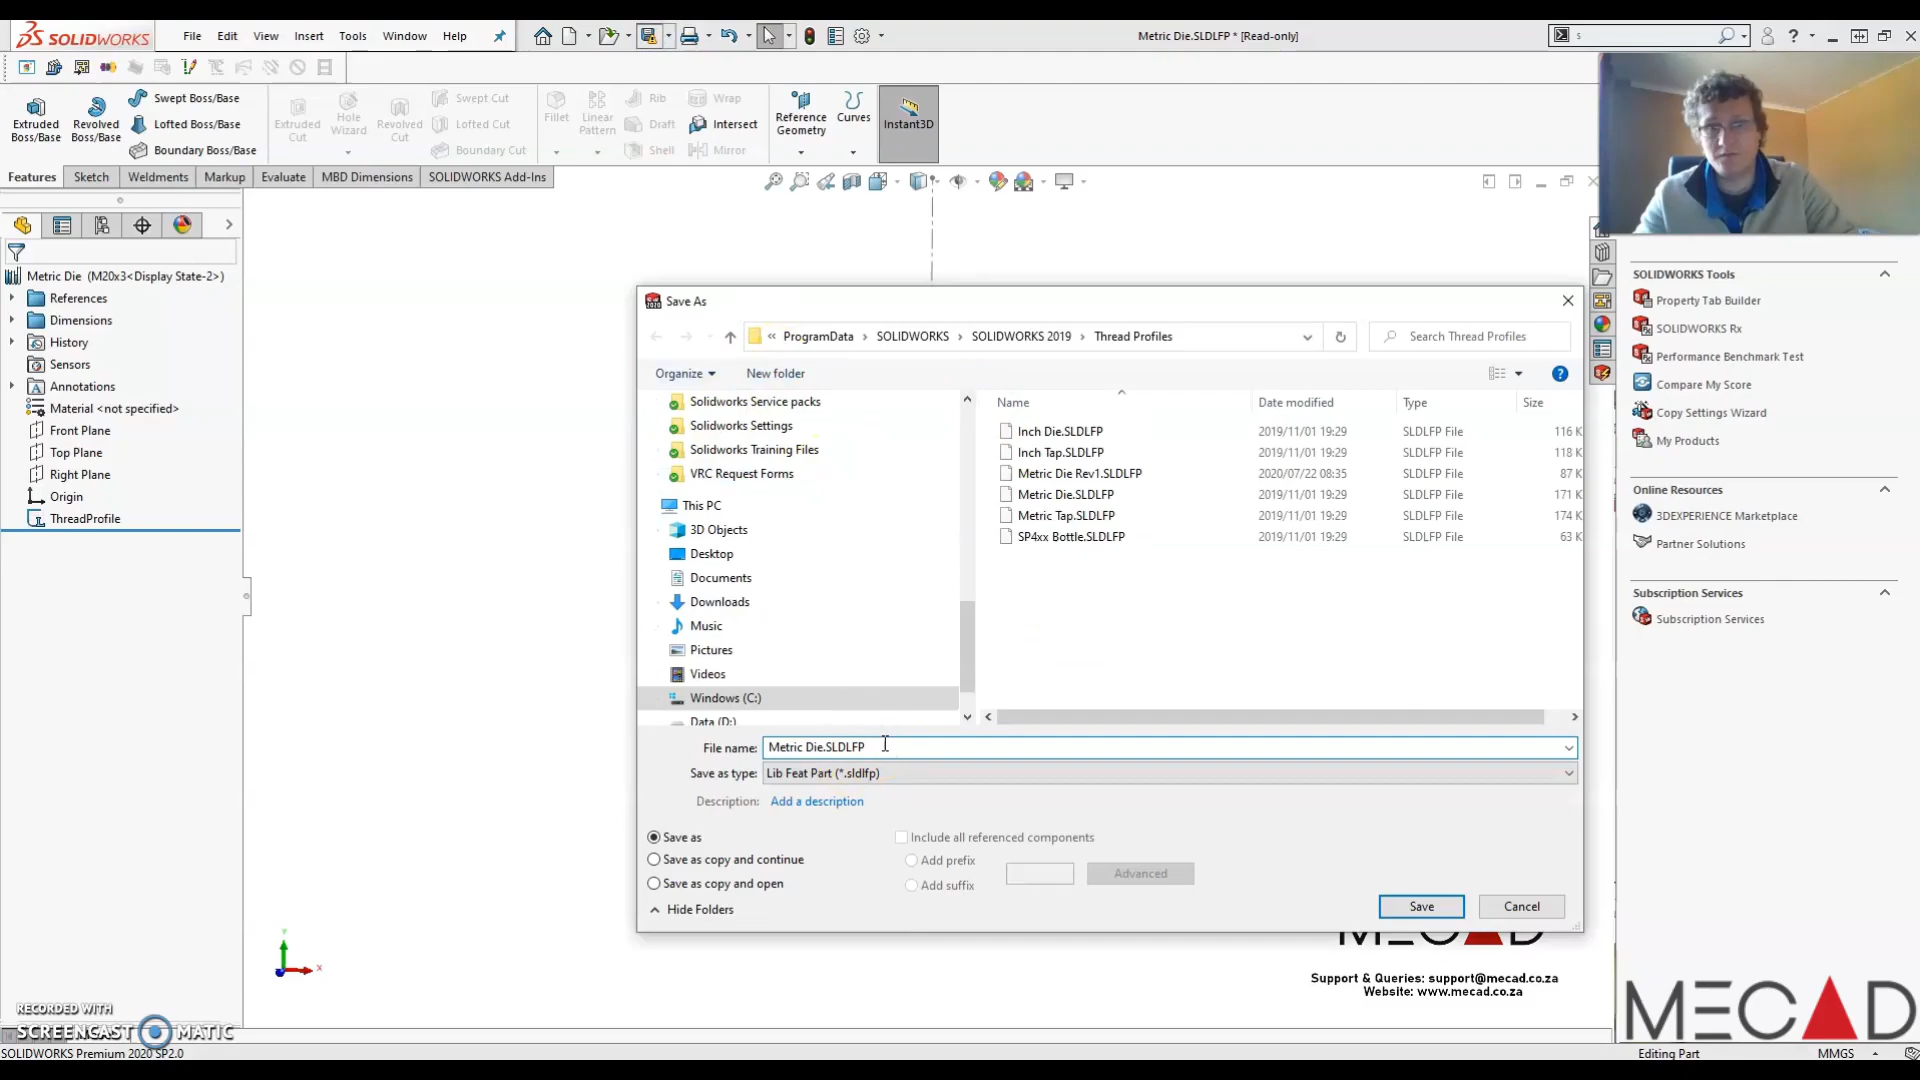 SOLIDWORKS File Edit View Insert Tools Window Help Metric Die.SLDLFP * [Read-only] s ?
Extruded Boss/Base Revolved Boss/Base Swept Boss/Base Lofted Boss/Base Boundary Boss/Base Extruded Cut Hole Wizard Revolved Cut Swept Cut Lofted Cut Boundary Cut Fillet Linear Pattern Rib Draft Shell Wrap Intersect Mirror Reference Geometry Curves Instant3D
Features Sketch Weldments Markup Evaluate MBD Dimensions SOLIDWORKS Add-Ins
Metric Die (M20x3<Display State-2>)
References
Dimensions
History
Sensors
Annotations
Material <not specified>
Front Plane
Top Plane
Right Plane
Origin
ThreadProfile
Save As
« ProgramData › SOLIDWORKS › SOLIDWORKS 2019 › Thread Profiles
Search Thread Profiles
Organize New folder
Solidworks Service packs
Solidworks Settings
Solidworks Training Files
VRC Request Forms
This PC
3D Objects
Desktop
Documents
Downloads
Music
Pictures
Videos
Windows (C:)
Data (D:)
Name Date modified Type Size
Inch Die.SLDLFP 2019/11/01 19:29 SLDLFP File 116 K
Inch Tap.SLDLFP 2019/11/01 19:29 SLDLFP File 118 K
Metric Die Rev1.SLDLFP 2020/07/22 08:35 SLDLFP File 87 K
Metric Die.SLDLFP 2019/11/01 19:29 SLDLFP File 171 K
Metric Tap.SLDLFP 2019/11/01 19:29 SLDLFP File 174 K
SP4xx Bottle.SLDLFP 2019/11/01 19:29 SLDLFP File 63 K
File name: Metric Die.SLDLFP
Save as type: Lib Feat Part (*.sldlfp)
Description: Add a description
Save as
Save as copy and continue
Save as copy and open
Include all referenced components
Add prefix
Add suffix
Advanced
Hide Folders
Save Cancel
SOLIDWORKS Tools
Property Tab Builder
SOLIDWORKS Rx
Performance Benchmark Test
Compare My Score
Copy Settings Wizard
My Products
Online Resources
3DEXPERIENCE Marketplace
Partner Solutions
Subscription Services
Subscription Services
y
x
MECAD
Support & Queries: support@mecad.co.za
Website: www.mecad.co.za
MECAD
RECORDED WITH
SCREENCAST MATIC
SOLIDWORKS Premium 2020 SP2.0
Editing Part MMGS